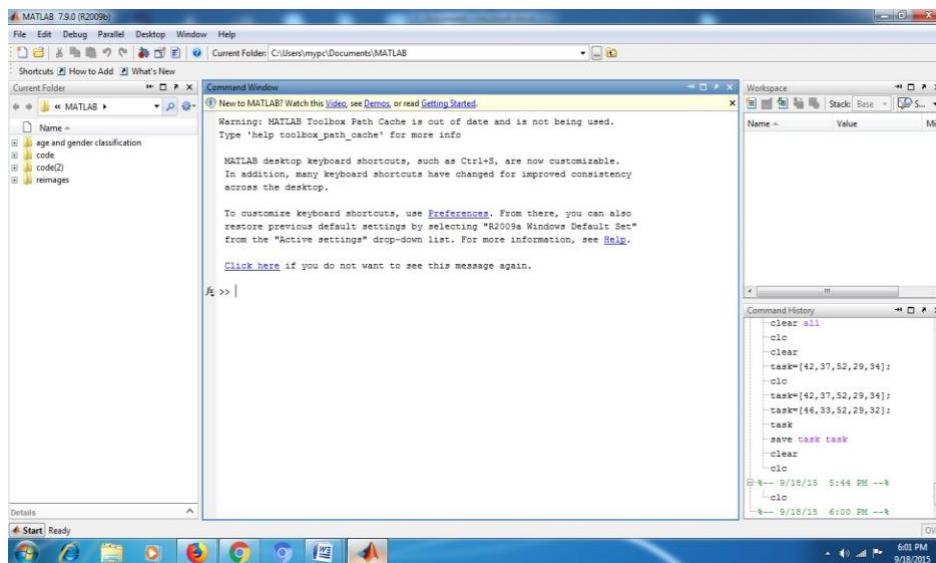 MATLAB 7.9.0 (R2009b)
File Edit Debug Parallel Desktop Window Help
Current Folder: C:\Users\mypc\Documents\MATLAB
Shortcuts How to Add What's New
Current Folder
« MATLAB
Name
age and gender classification
code
code(2)
reimages
Details
Command Window
New to MATLAB? Watch this Video, see Demos, or read Getting Started.
Warning: MATLAB Toolbox Path Cache is out of date and is not being used.
Type 'help toolbox_path_cache' for more info
MATLAB desktop keyboard shortcuts, such as Ctrl+S, are now customizable.
In addition, many keyboard shortcuts have changed for improved consistency
across the desktop.
To customize keyboard shortcuts, use Preferences. From there, you can also
restore previous default settings by selecting "R2009a Windows Default Set"
from the "Active settings" drop-down list. For more information, see Help.
Click here if you do not want to see this message again.
fx >>
Workspace
Stack: Base S...
Name Value Mi
Command History
clear all
clc
clear
task=[42,37,52,29,34];
clc
task=[42,37,52,29,34];
task=[46,33,52,29,32];
task
save task task
clear
clc
%-- 9/18/15 5:44 PM --%
clc
%-- 9/18/15 6:00 PM --%
Start Ready
OV
6:01 PM
9/18/2015